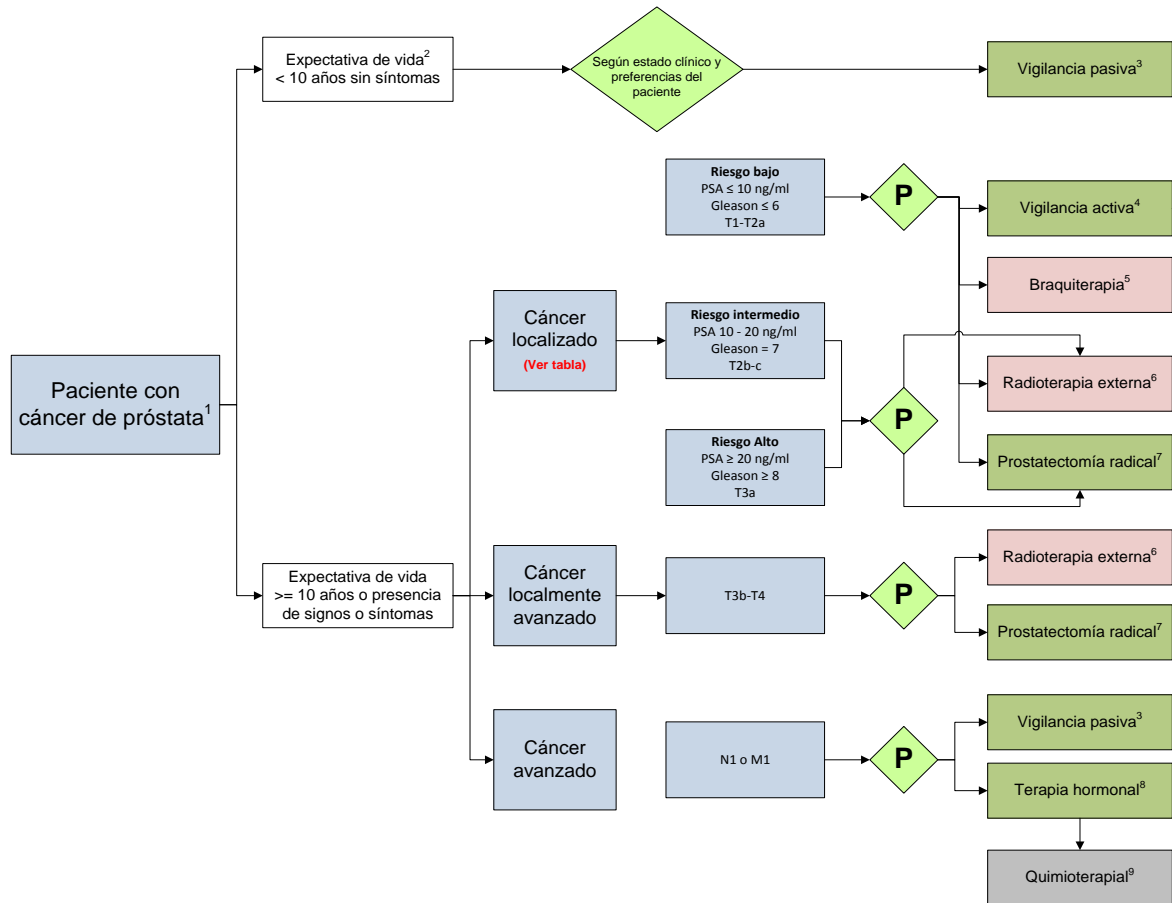 Expectativa de vida²
< 10 años sin síntomas
Según estado clínico y
preferencias del
paciente
Vigilancia pasiva³
Riesgo bajo
PSA ≤ 10 ng/ml
Gleason ≤ 6
T1-T2a
P
Vigilancia activa⁴
Braquiterapia⁵
Cáncer
localizado
(Ver tabla)
Riesgo intermedio
PSA 10 - 20 ng/ml
Gleason = 7
T2b-c
Radioterapia externa⁶
Paciente con
cáncer de próstata¹
P
Riesgo Alto
PSA ≥ 20 ng/ml
Gleason ≥ 8
T3a
Prostatectomía radical⁷
Expectativa de vida
>= 10 años o presencia
de signos o síntomas
Cáncer
localmente
avanzado
T3b-T4
P
Radioterapia externa⁶
Prostatectomía radical⁷
Cáncer
avanzado
N1 o M1
P
Vigilancia pasiva³
Terapia hormonal⁸
Quimioterapial⁹